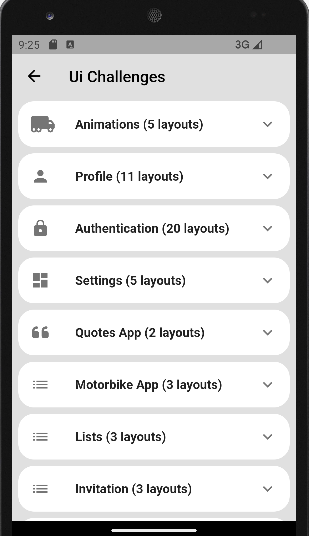 9:25
3G
Ui Challenges
Animations (5 layouts)
Profile (11 layouts)
Authentication (20 layouts)
Settings (5 layouts)
Quotes App (2 layouts)
Motorbike App (3 layouts)
Lists (3 layouts)
Invitation (3 layouts)